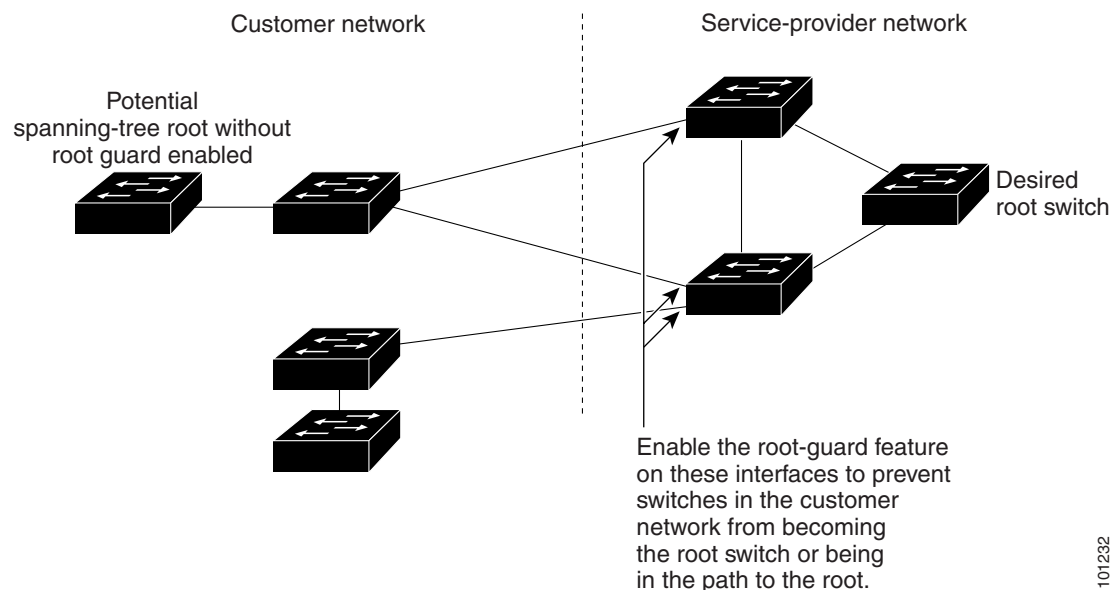 Customer network
Service-provider network
Potential
spanning-tree root without
root guard enabled
Desired
root switch
Enable the root-guard feature
on these interfaces to prevent
switches in the customer
network from becoming
the root switch or being
in the path to the root.
101232